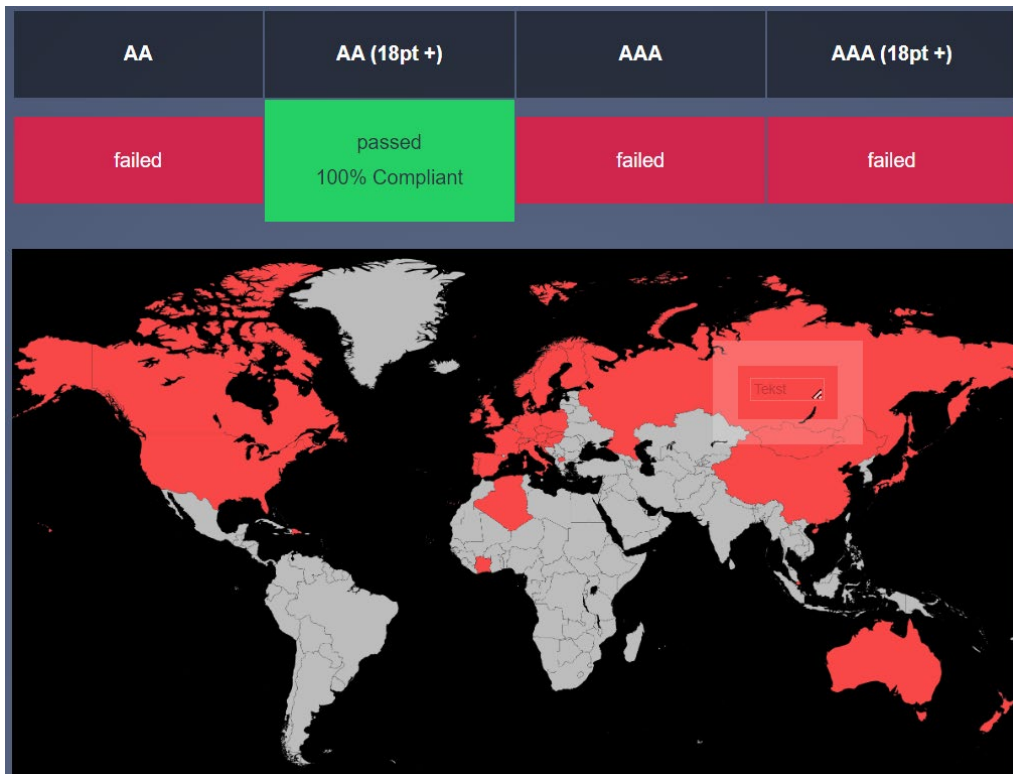 AA
AA (18pt +)
AAA
AAA (18pt +)
failed
passed
100% Compliant
failed
failed
Tekst